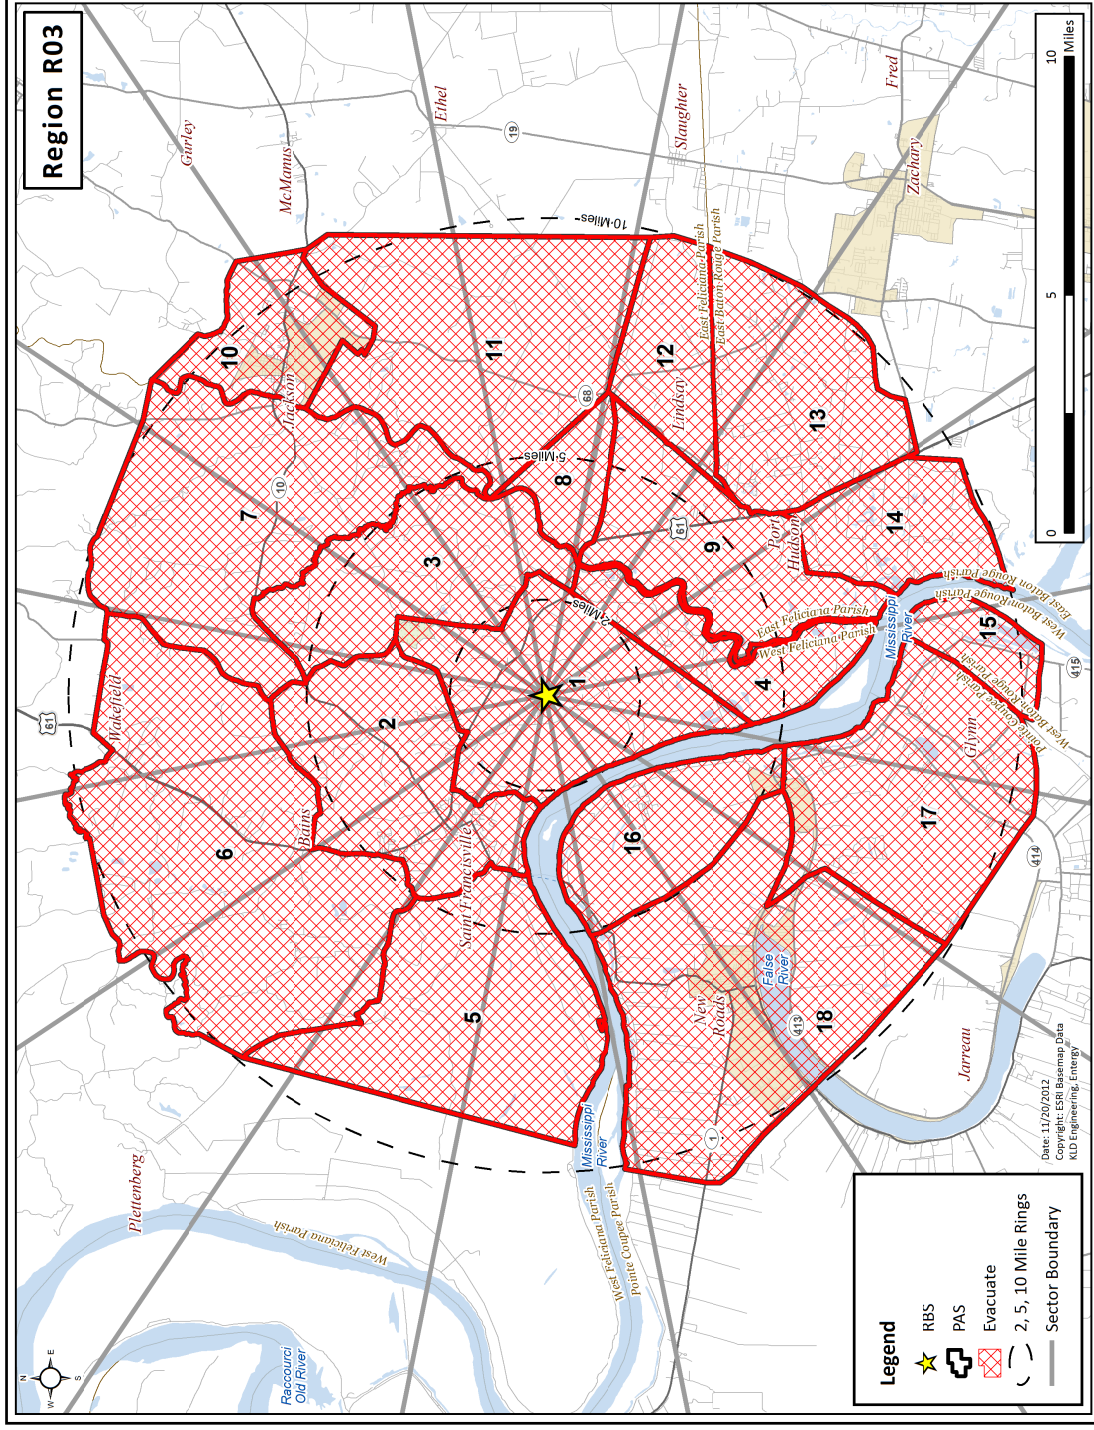 Region R03
Gurley
McManus
Ethel
19
Slaughter
Fred
Zachary
10 Miles
East Feliciana Parish
East Baton Rouge Parish
10
Jackson
11
68
12
Lindsay
13
7
10
5 Miles
8
3
61
9
Port
Hudson
14
2 Miles
East Feliciana Parish
West Feliciana Parish
Mississippi
River
East Baton Rouge Parish
West Baton Rouge Parish
15
415
61
Wakefield
2
1
4
Pointe Coupee Parish
West Baton Rouge Parish
Glynn
6
Bains
Saint Francisville
16
17
414
5
New
Roads
False
River
413
18
Jarreau
1
Mississippi
River
West Feliciana Parish
Pointe Coupee Parish
Plettenberg
West Feliciana Parish
Raccourci
Old River
N
E
S
W
0
5
10
Miles
Date: 11/20/2012
Copyright: ESRI Basemap Data
KLD Engineering, Entergy
Legend
RBS
PAS
Evacuate
2, 5, 10 Mile Rings
Sector Boundary